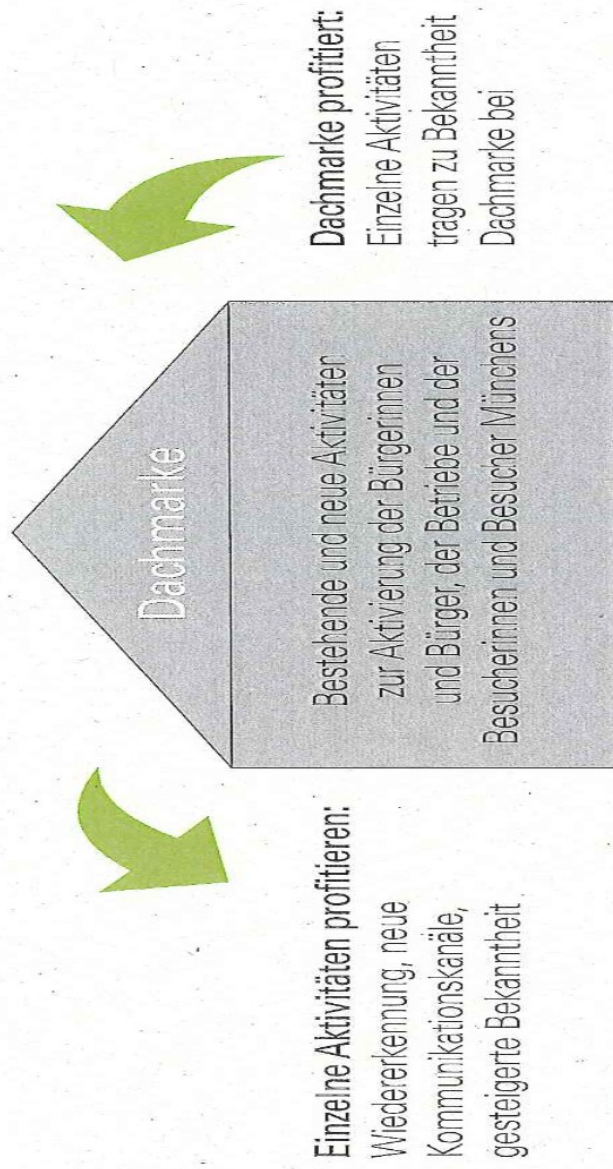 Dachmarke
Einzelne Aktivitäten profitieren:
Wiedererkennung, neue
Kommunikationskanäle,
gesteigerte Bekanntheit
Bestehende und neue Aktivitäten
zur Aktivierung der Bürgerinnen
und Bürger, der Betriebe und der
Besucherinnen und Besucher Münchens
Dachmarke profitiert:
Einzelne Aktivitäten
tragen zu Bekanntheit
Dachmarke bei